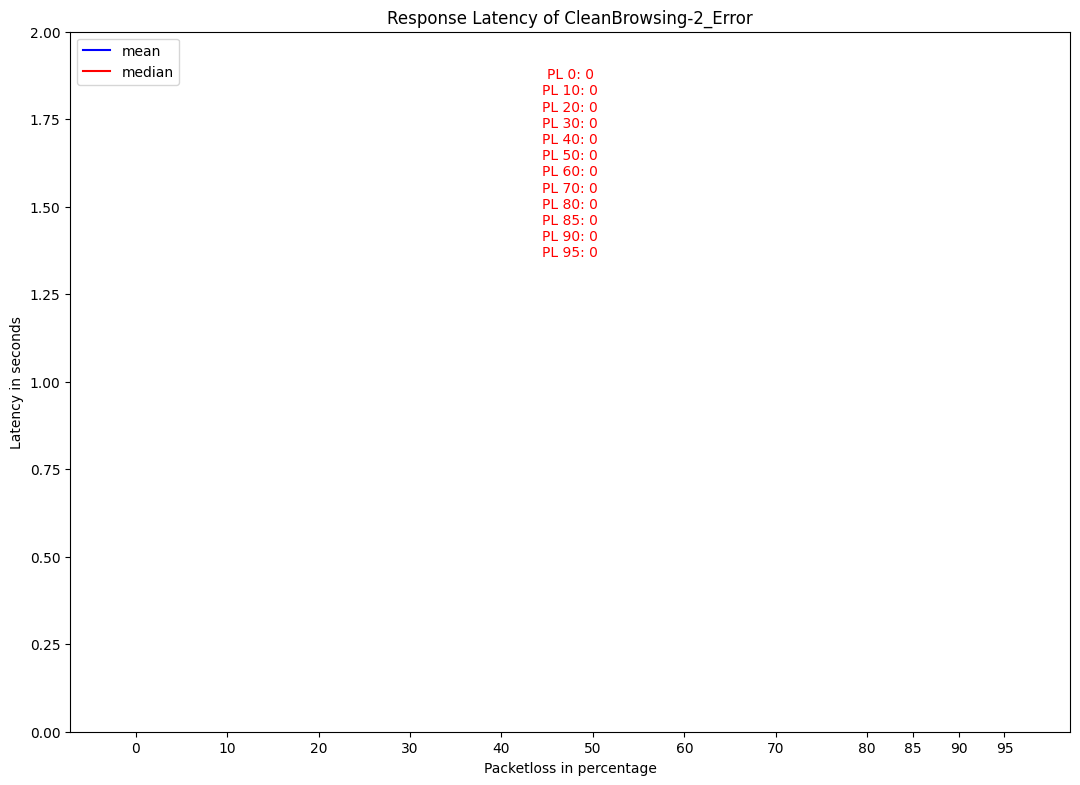 Response Latency of CleanBrowsing-2_Error
2.00
1.75
1.50
1.25
1.00
0.75
0.50
0.25
0.00
Latency in seconds
mean
median
PL 0: 0
PL 10: 0
PL 20: 0
PL 30: 0
PL 40: 0
PL 50: 0
PL 60: 0
PL 70: 0
PL 80: 0
PL 85: 0
PL 90: 0
PL 95: 0
0 10 20 30 40 50 60 70 80 85 90 95
Packetloss in percentage